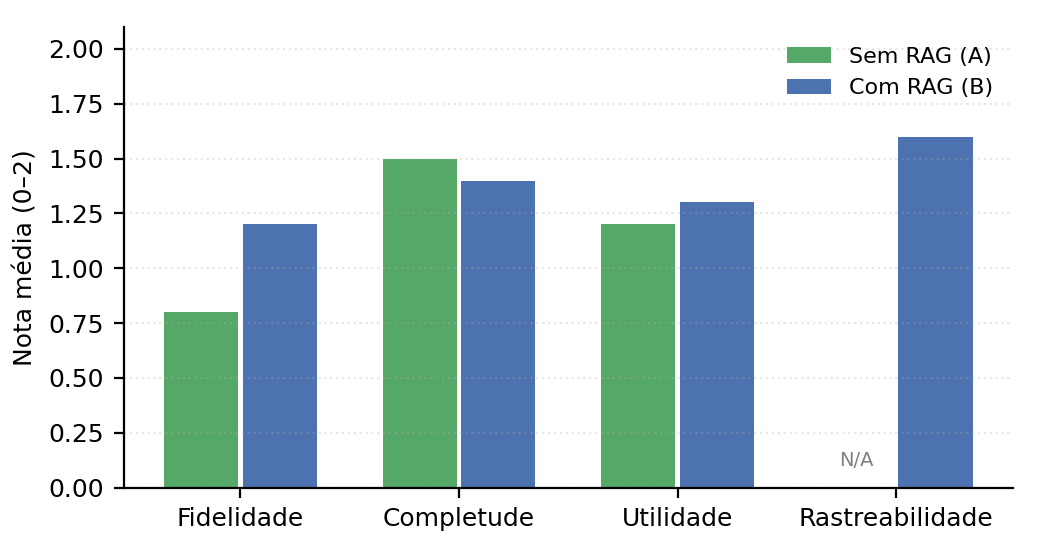 Nota média (0–2)
2.00
1.75
1.50
1.25
1.00
0.75
0.50
0.25
0.00
Sem RAG (A)
Com RAG (B)
N/A
Fidelidade
Completude
Utilidade
Rastreabilidade